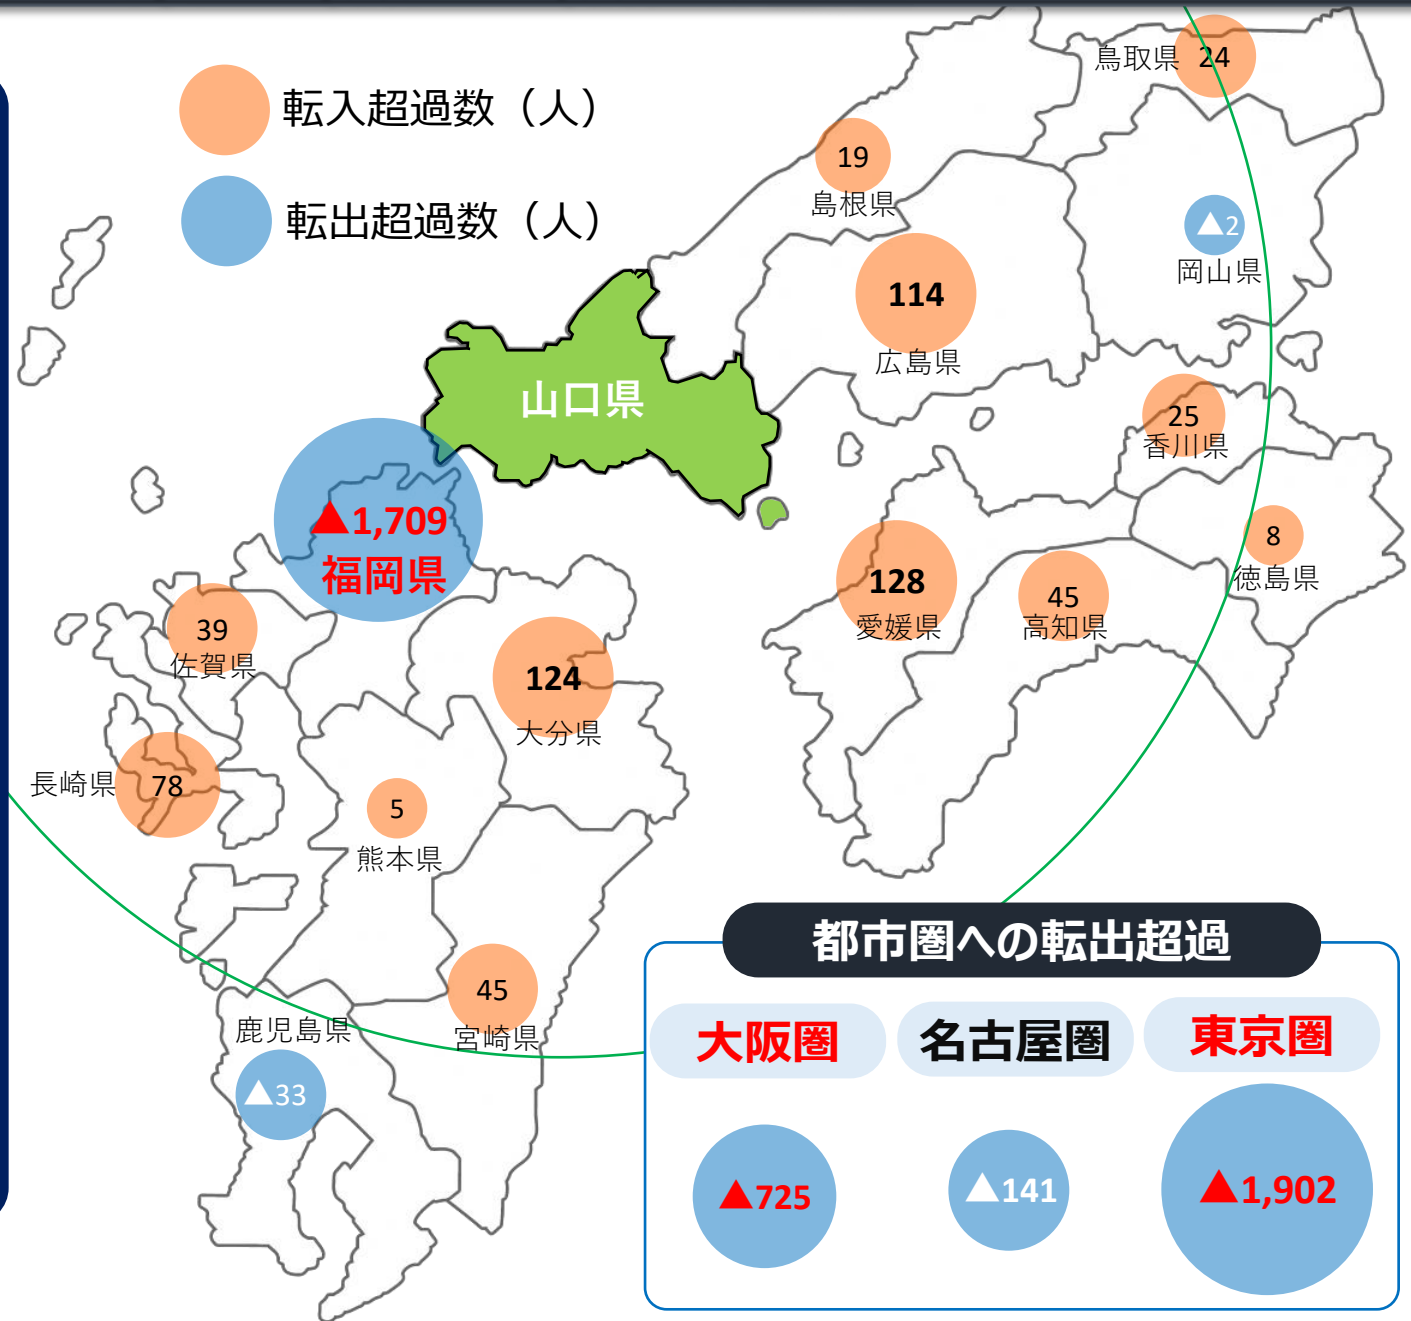 転入超過数（人）
転出超過数（人）
鳥取県 24
19
島根県
▲2
岡山県
114
広島県
山口県
25
香川県
▲1,709
福岡県
8
徳島県
128
愛媛県
45
高知県
39
佐賀県
124
大分県
長崎県 78
5
熊本県
45
宮崎県
鹿児島県
▲33
都市圏への転出超過
大阪圏 名古屋圏 東京圏
▲725 ▲141 ▲1,902